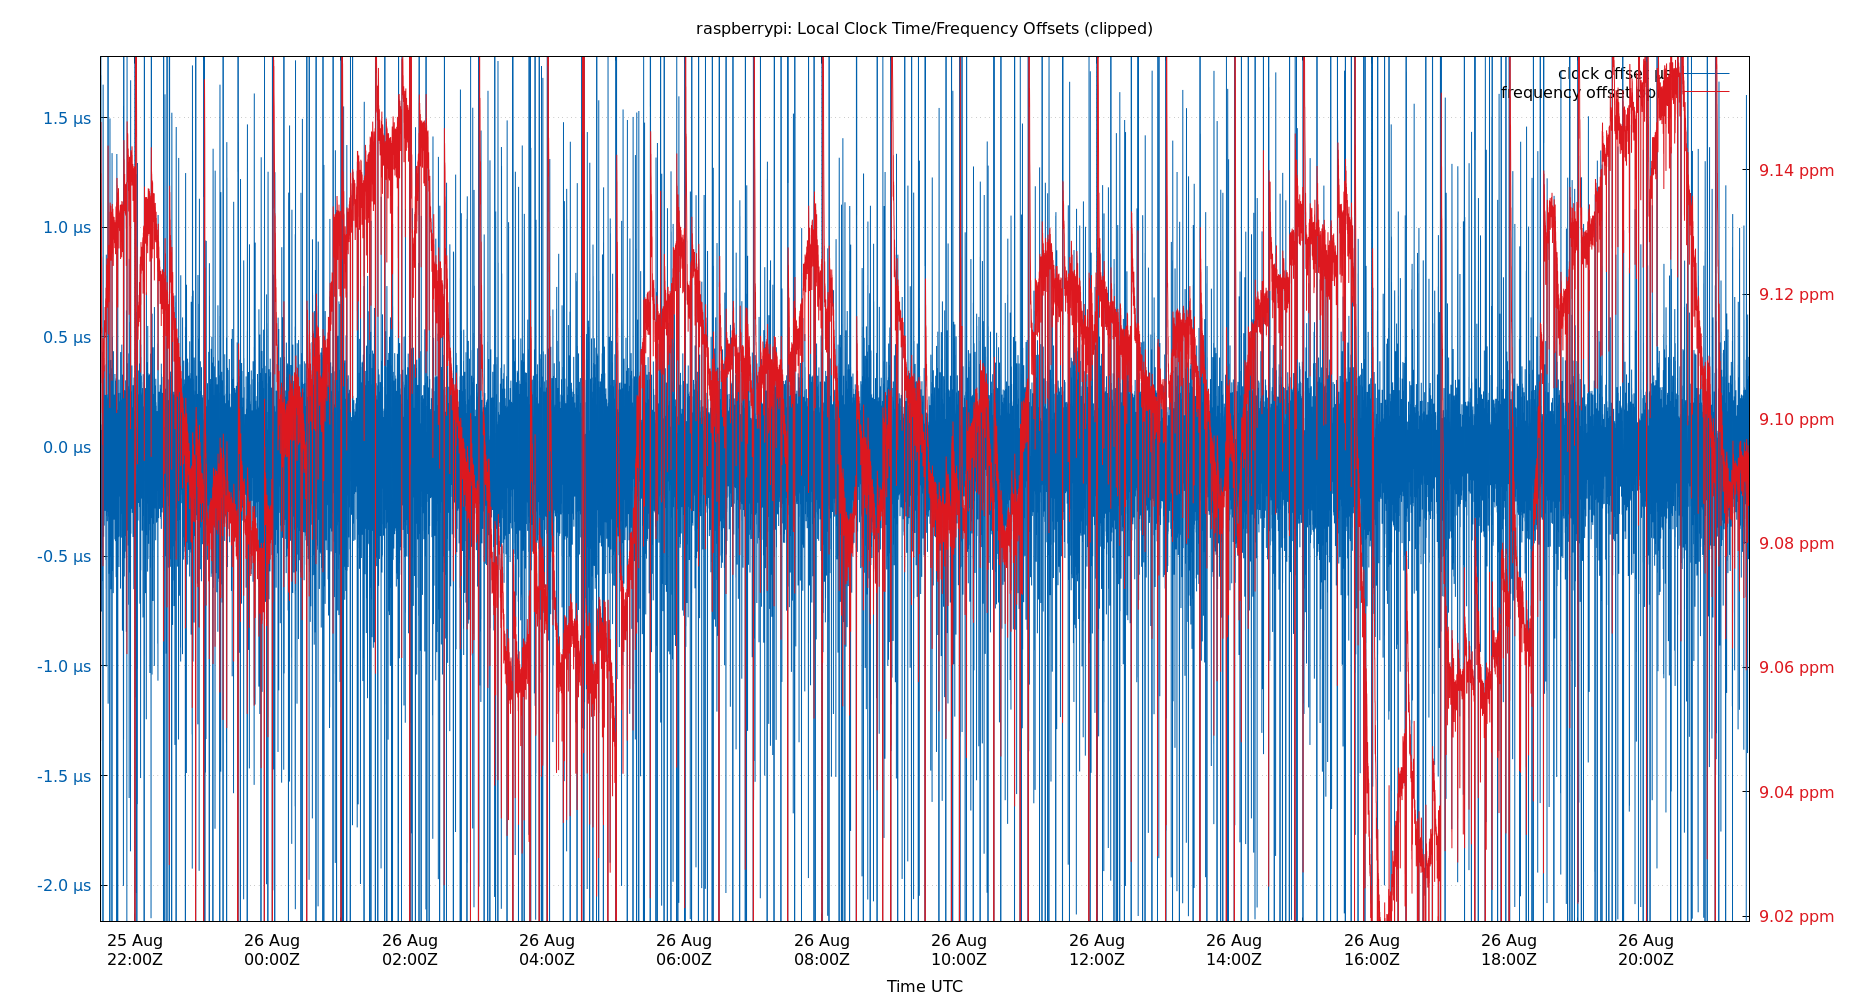 raspberrypi: Local Clock Time/Frequency Offsets (clipped)
clock offset µs
frequency offset
1.5 µs
1.0 µs
0.5 µs
0.0 µs
-0.5 µs
-1.0 µs
-1.5 µs
-2.0 µs
9.14 ppm
9.12 ppm
9.10 ppm
9.08 ppm
9.06 ppm
9.04 ppm
9.02 ppm
25 Aug 26 Aug 26 Aug 26 Aug 26 Aug 26 Aug 26 Aug 26 Aug 26 Aug 26 Aug 26 Aug 26 Aug
22:00Z 00:00Z 02:00Z 04:00Z 06:00Z 08:00Z 10:00Z 12:00Z 14:00Z 16:00Z 18:00Z 20:00Z
Time UTC